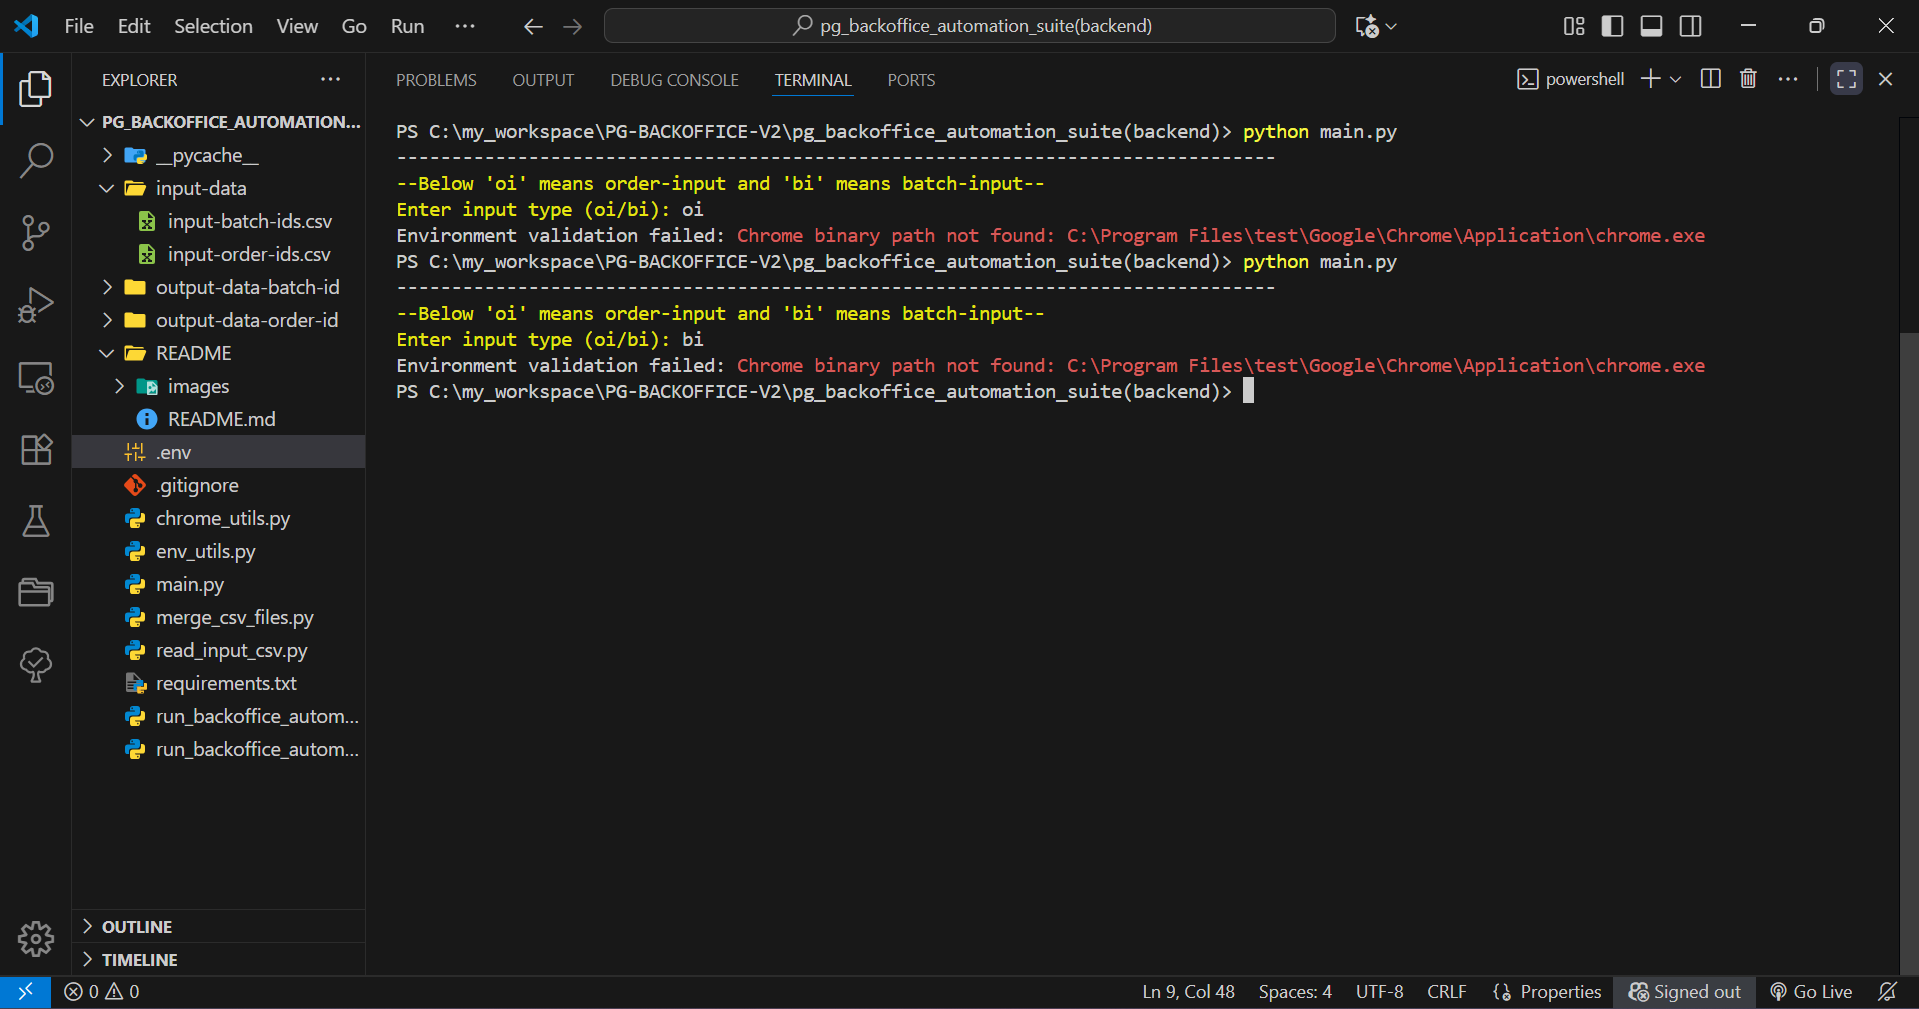 File Edit Selection View Go Run
pg_backoffice_automation_suite(backend)
EXPLORER
PG_BACKOFFICE_AUTOMATION...
__pycache__
input-data
input-batch-ids.csv
input-order-ids.csv
output-data-batch-id
output-data-order-id
README
images
README.md
.env
.gitignore
chrome_utils.py
env_utils.py
main.py
merge_csv_files.py
read_input_csv.py
requirements.txt
run_backoffice_autom...
run_backoffice_autom...
OUTLINE
TIMELINE
PROBLEMS OUTPUT DEBUG CONSOLE TERMINAL PORTS
powershell
PS C:\my_workspace\PG-BACKOFFICE-V2\pg_backoffice_automation_suite(backend)> python main.py
--------------------------------------------------------------------------------
--Below 'oi' means order-input and 'bi' means batch-input--
Enter input type (oi/bi): oi
Environment validation failed: Chrome binary path not found: C:\Program Files\test\Google\Chrome\Application\chrome.exe
PS C:\my_workspace\PG-BACKOFFICE-V2\pg_backoffice_automation_suite(backend)> python main.py
--------------------------------------------------------------------------------
--Below 'oi' means order-input and 'bi' means batch-input--
Enter input type (oi/bi): bi
Environment validation failed: Chrome binary path not found: C:\Program Files\test\Google\Chrome\Application\chrome.exe
PS C:\my_workspace\PG-BACKOFFICE-V2\pg_backoffice_automation_suite(backend)>
0 0
Ln 9, Col 48 Spaces: 4 UTF-8 CRLF Properties Signed out Go Live